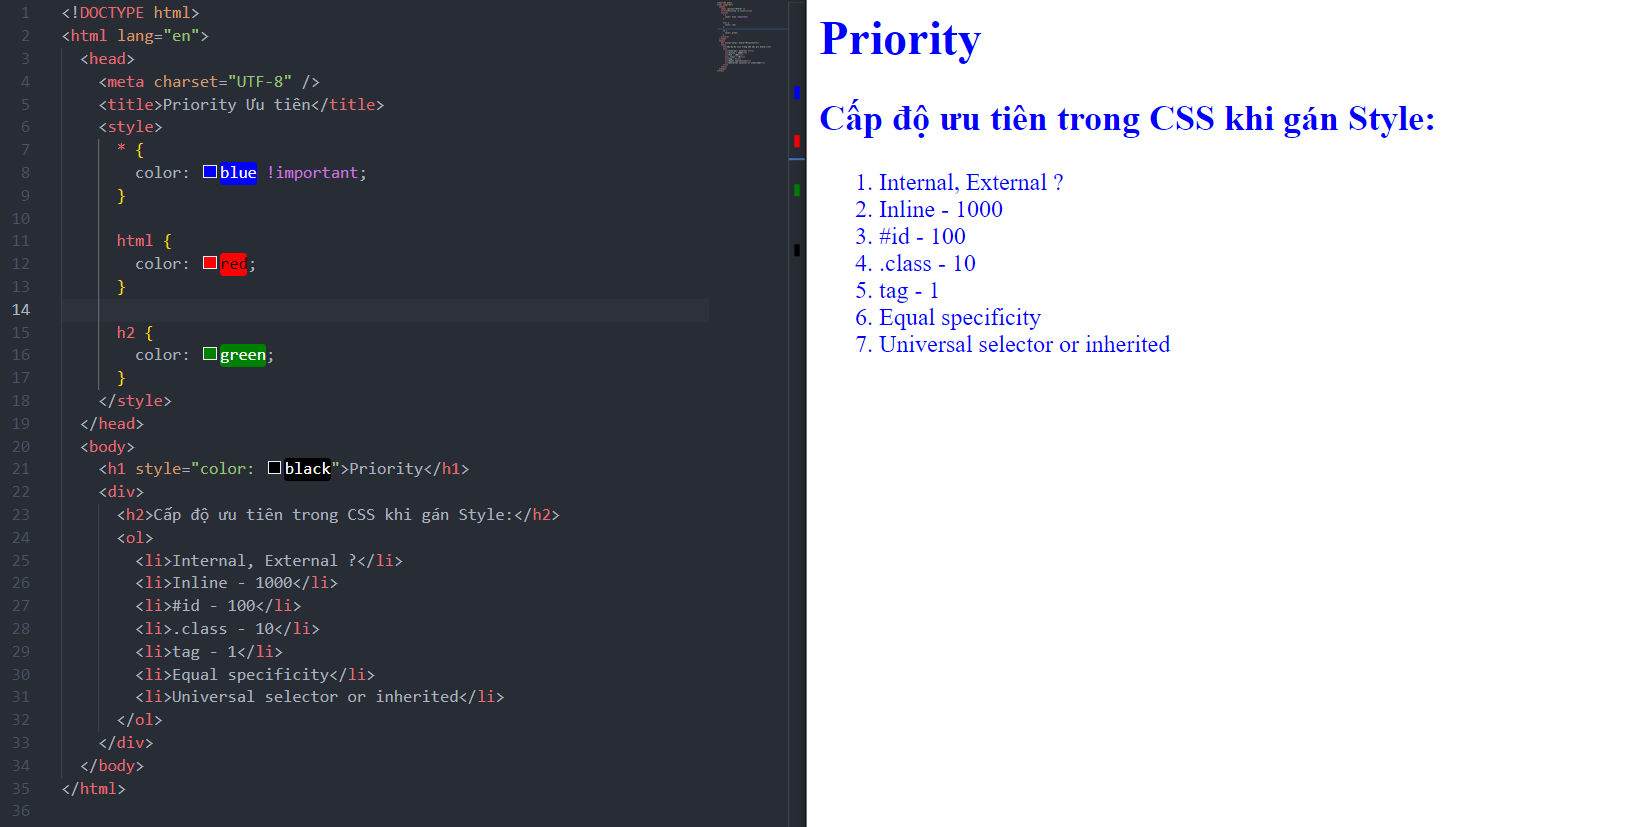 1 <!DOCTYPE html>
2 <html lang="en">
3 <head>
4 <meta charset="UTF-8" />
5 <title>Priority Ưu tiên</title>
6 <style>
7 * {
8 color: blue !important;
9 }
10
11 html {
12 color: red;
13 }
14
15 h2 {
16 color: green;
17 }
18 </style>
19 </head>
20 <body>
21 <h1 style="color: black">Priority</h1>
22 <div>
23 <h2>Cấp độ ưu tiên trong CSS khi gán Style:</h2>
24 <ol>
25 <li>Internal, External ?</li>
26 <li>Inline - 1000</li>
27 <li>#id - 100</li>
28 <li>.class - 10</li>
29 <li>tag - 1</li>
30 <li>Equal specificity</li>
31 <li>Universal selector or inherited</li>
32 </ol>
33 </div>
34 </body>
35 </html>
36
Priority
Cấp độ ưu tiên trong CSS khi gán Style:
1. Internal, External ?
2. Inline - 1000
3. #id - 100
4. .class - 10
5. tag - 1
6. Equal specificity
7. Universal selector or inherited